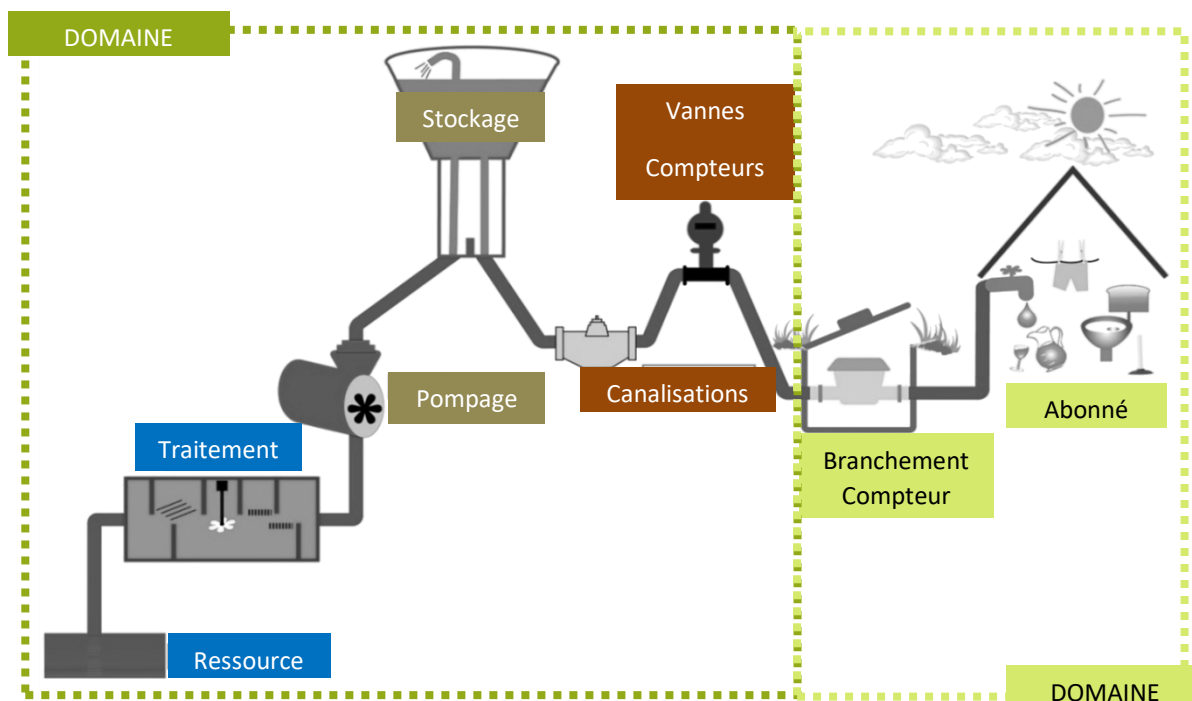 DOMAINE
Stockage
Vannes
Compteurs
Pompage
Canalisations
Abonné
Traitement
Branchement
Compteur
Ressource
DOMAINE